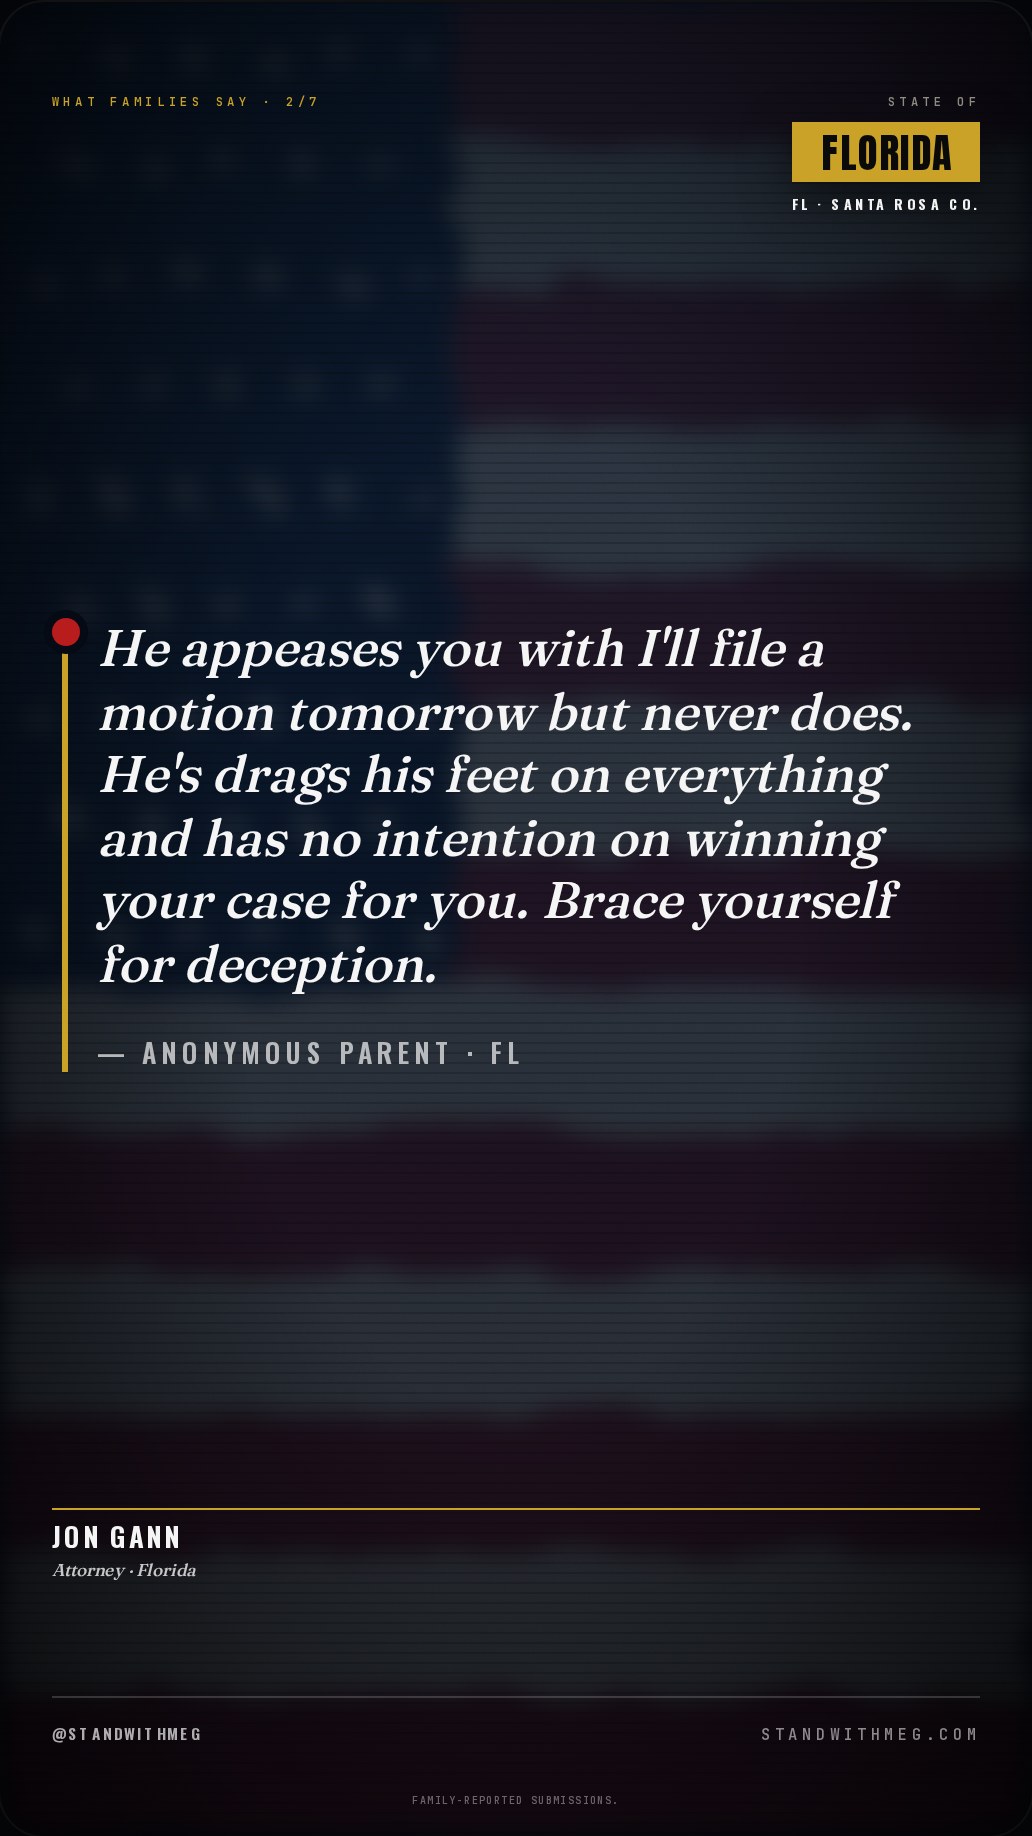 WHAT FAMILIES SAY · 2/7
STATE OF
FLORIDA
FL · SANTA ROSA CO.
He appeases you with I'll file a
motion tomorrow but never does.
He's drags his feet on everything
and has no intention on winning
your case for you. Brace yourself
for deception.
— ANONYMOUS PARENT · FL
JON GANN
Attorney · Florida
@STANDWITHMEG
STANDWITHMEG.COM
FAMILY-REPORTED SUBMISSIONS.